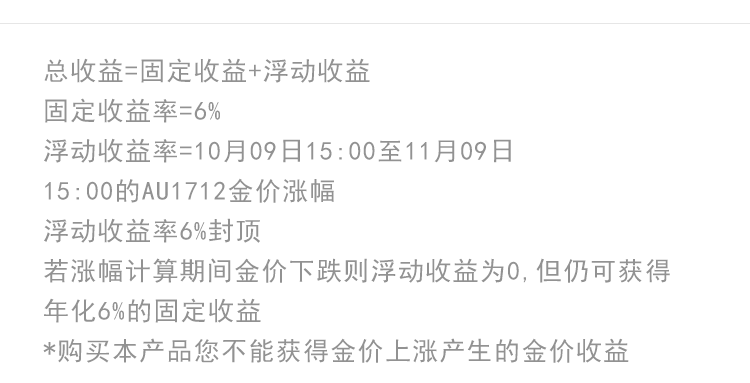 总收益=固定收益+浮动收益
固定收益率=6%
浮动收益率=10月09日15:00至11月09日
15:00的AU1712金价涨幅
浮动收益率6%封顶
若涨幅计算期间金价下跌则浮动收益为0,但仍可获得
年化6%的固定收益
*购买本产品您不能获得金价上涨产生的金价收益